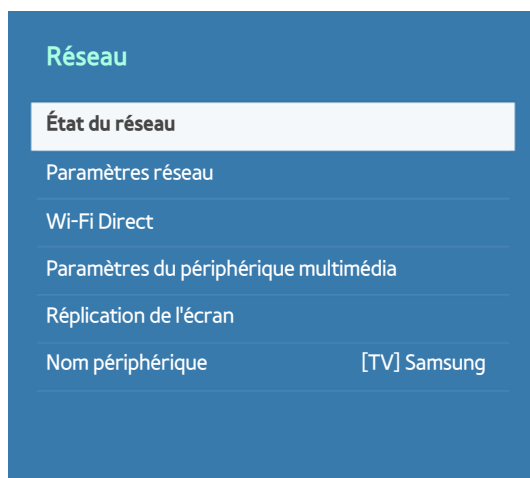 Réseau
État du réseau
Paramètres réseau
Wi-Fi Direct
Paramètres du périphérique multimédia
Réplication de l'écran
Nom périphérique [TV] Samsung